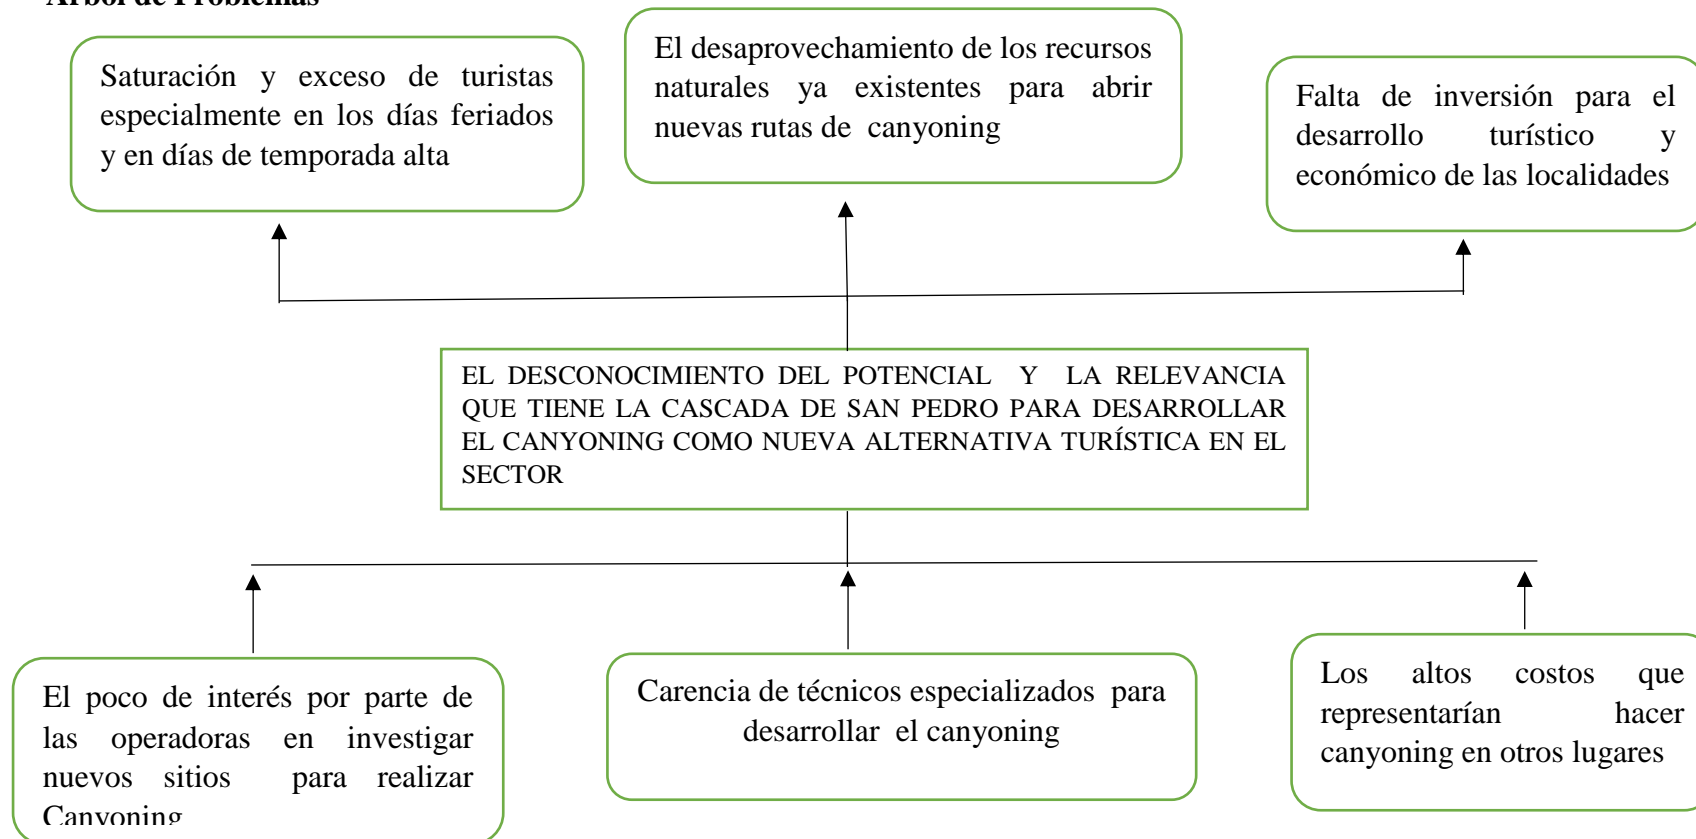 Árbol de Problemas
Saturación y exceso de turistas
especialmente en los días feriados
y en días de temporada alta
El desaprovechamiento de los recursos
naturales ya existentes para abrir
nuevas rutas de canyoning
Falta de inversión para el
desarrollo turístico y
económico de las localidades
EL DESCONOCIMIENTO DEL POTENCIAL Y LA RELEVANCIA
QUE TIENE LA CASCADA DE SAN PEDRO PARA DESARROLLAR
EL CANYONING COMO NUEVA ALTERNATIVA TURÍSTICA EN EL
SECTOR
El poco de interés por parte de
las operadoras en investigar
nuevos sitios para realizar
Canyoning
Carencia de técnicos especializados para
desarrollar el canyoning
Los altos costos que
representarían hacer
canyoning en otros lugares